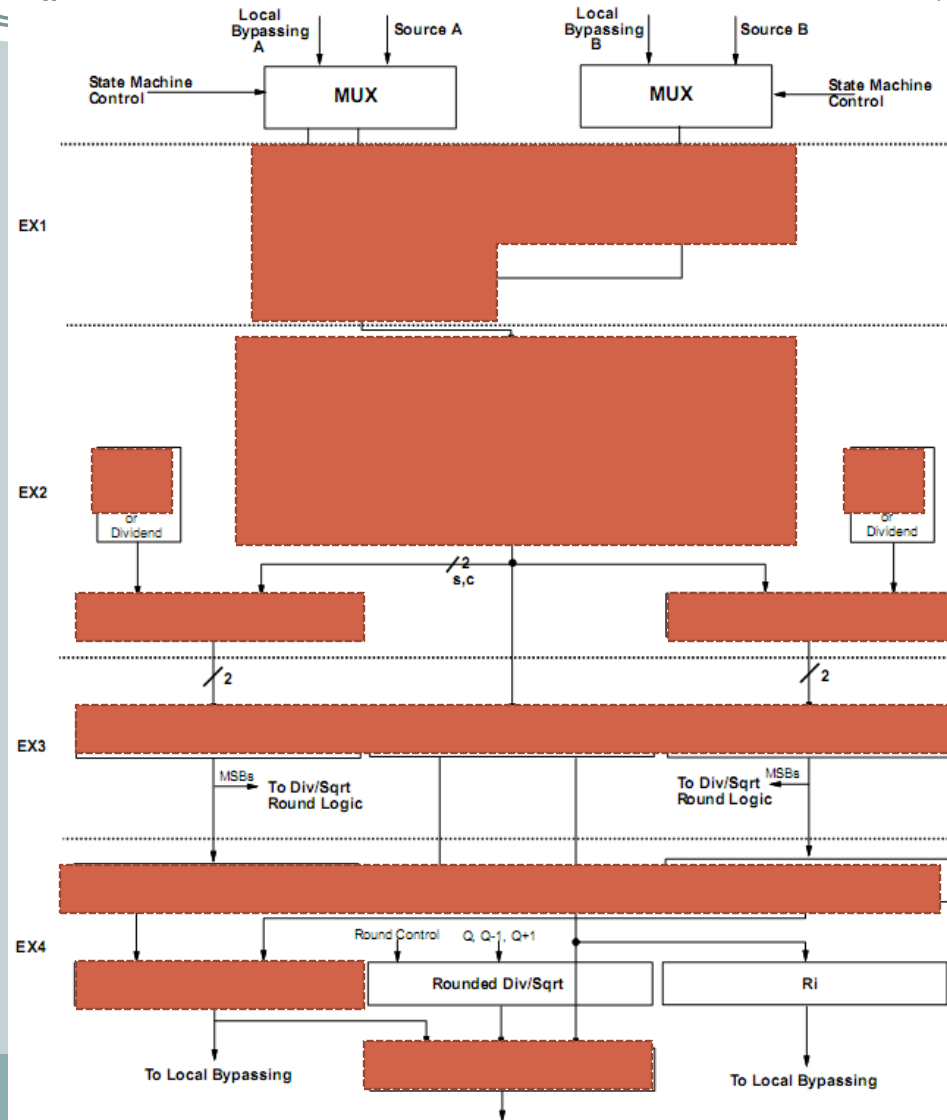 Local
Bypassing
A
Source A
Local
Bypassing
B
Source B
State Machine
Control
MUX
MUX
State Machine
Control
EX1
EX2
or
Dividend
or
Dividend
2
s,c
2
2
EX3
MSBs
To Div/Sqrt
Round Logic
To Div/Sqrt
Round Logic
MSBs
EX4
Round Control
Q, Q-1, Q+1
Rounded Div/Sqrt
Ri
To Local Bypassing
To Local Bypassing